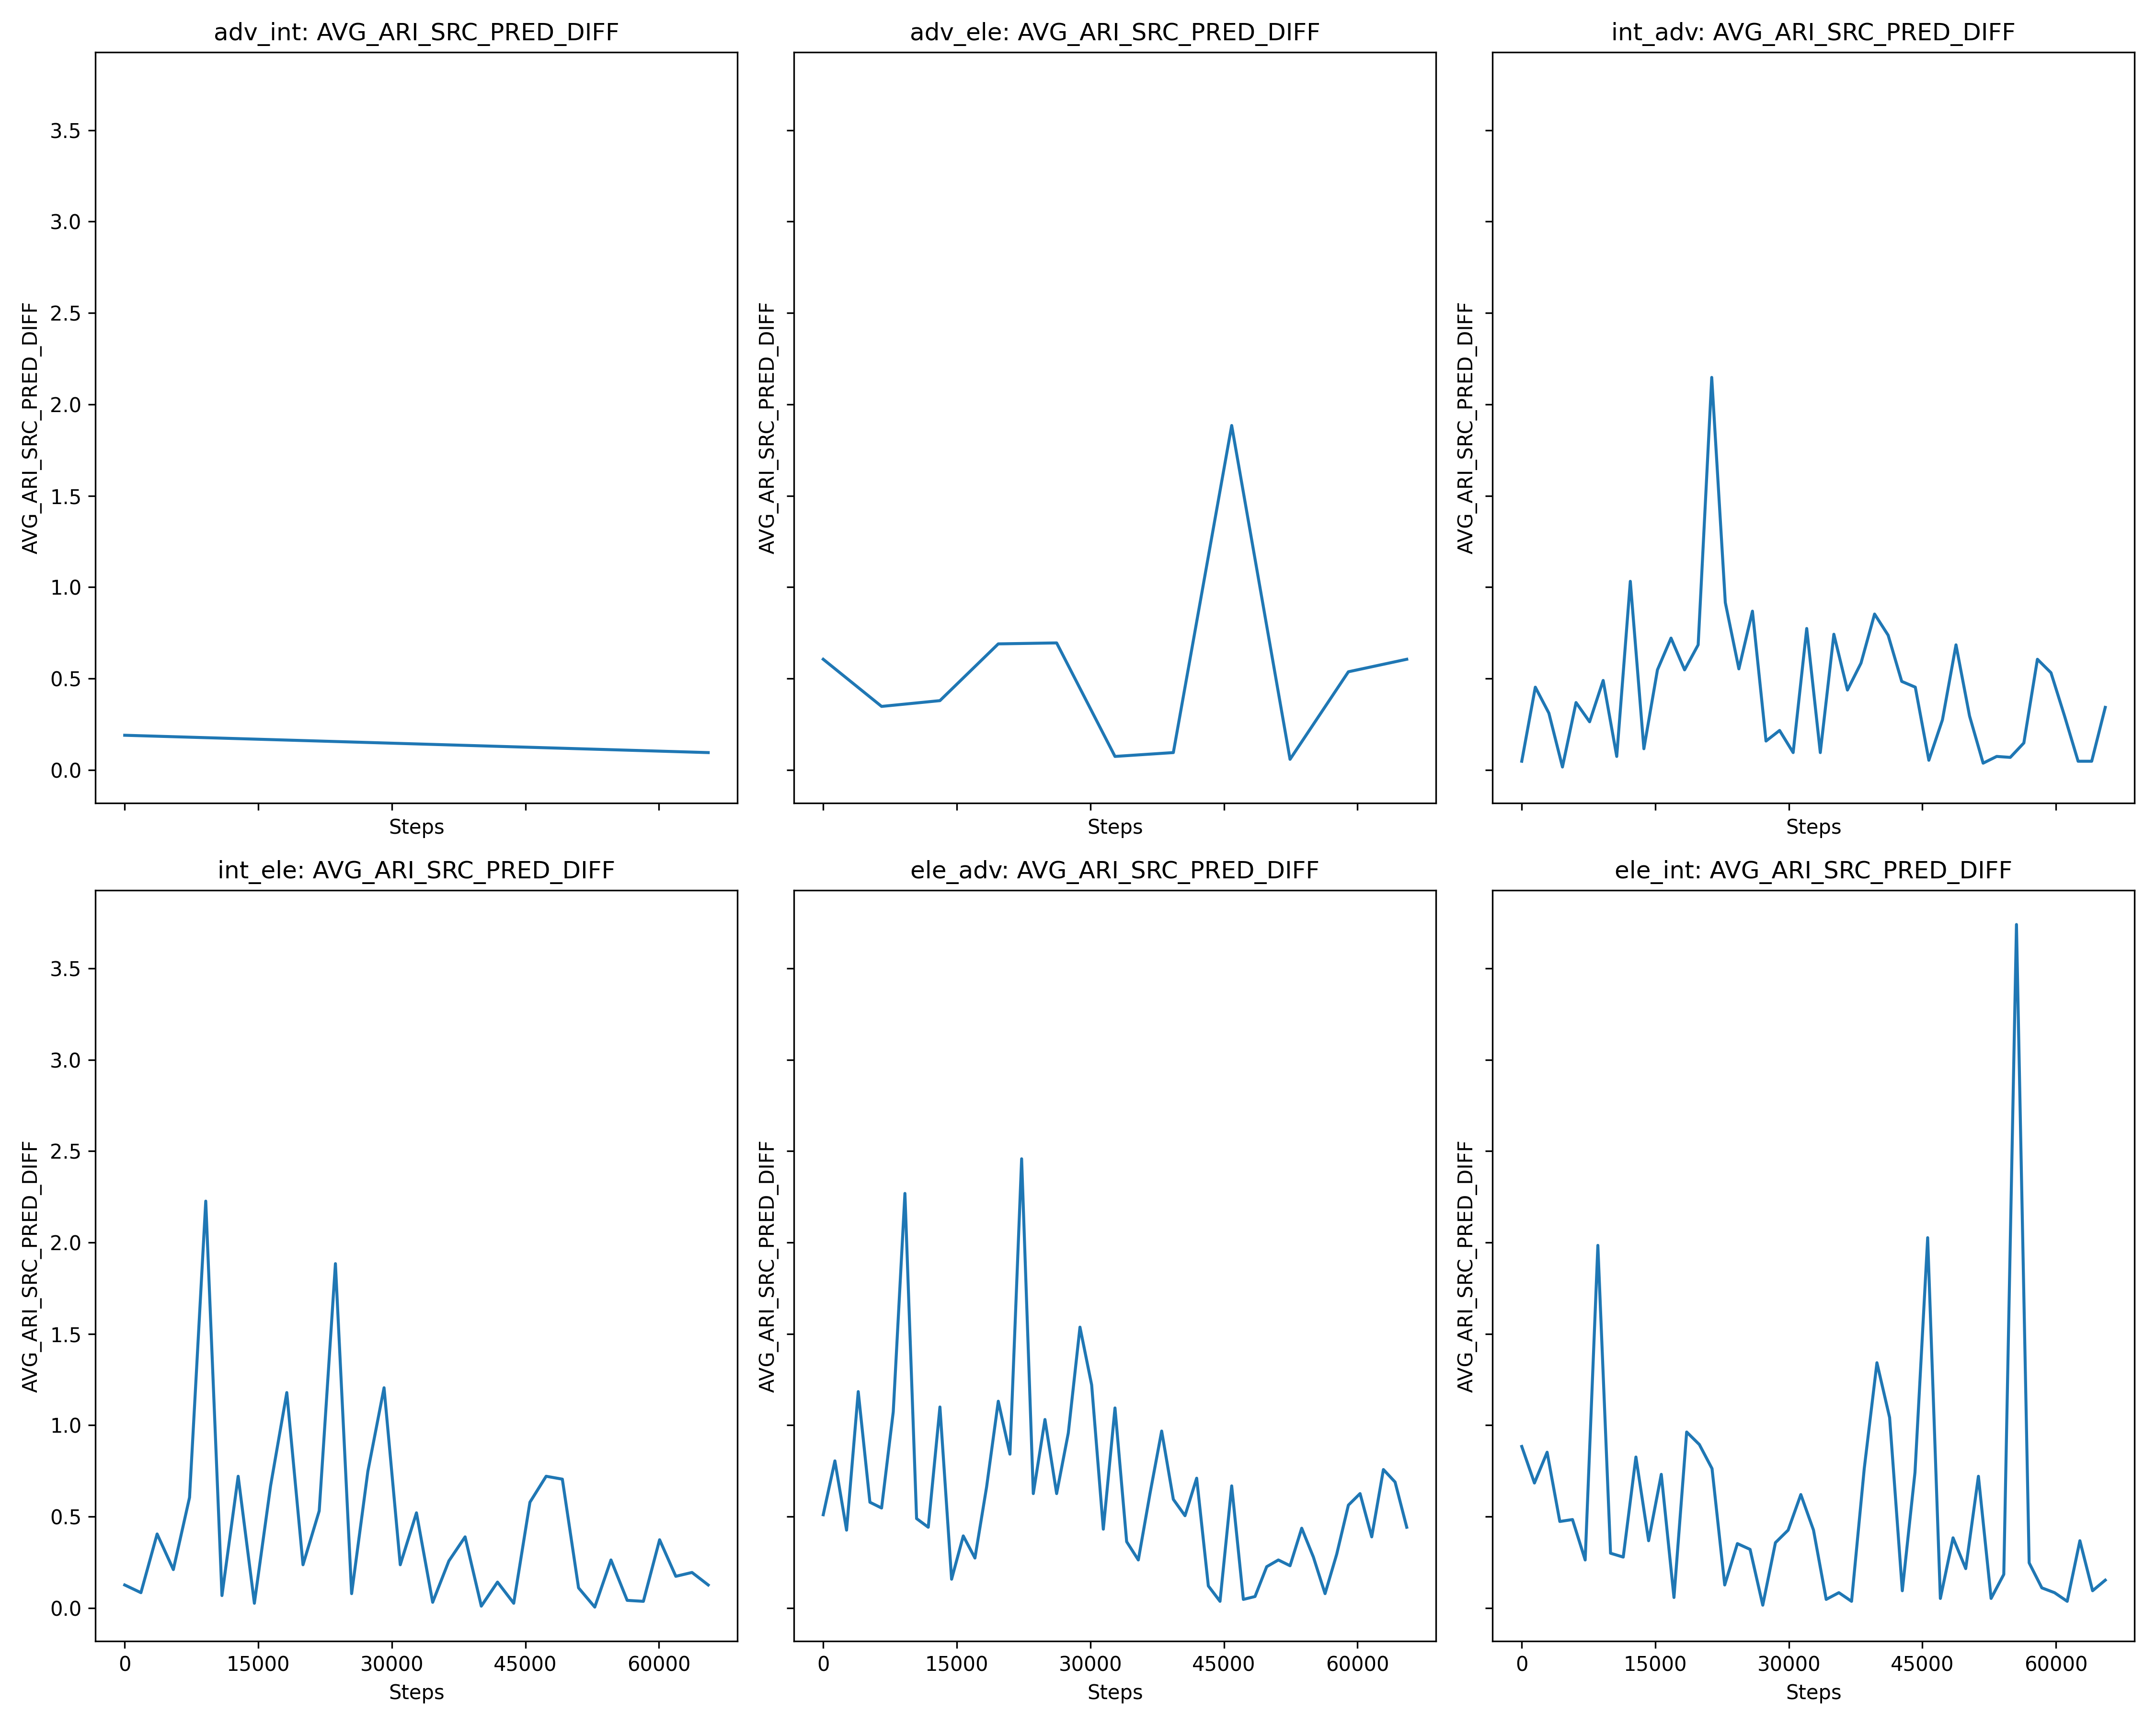 adv_int: AVG_ARI_SRC_PRED_DIFF
adv_ele: AVG_ARI_SRC_PRED_DIFF
int_adv: AVG_ARI_SRC_PRED_DIFF
AVG_ARI_SRC_PRED_DIFF
3.5
3.0
2.5
2.0
1.5
1.0
0.5
0.0
Steps
AVG_ARI_SRC_PRED_DIFF
Steps
AVG_ARI_SRC_PRED_DIFF
Steps
int_ele: AVG_ARI_SRC_PRED_DIFF
ele_adv: AVG_ARI_SRC_PRED_DIFF
ele_int: AVG_ARI_SRC_PRED_DIFF
AVG_ARI_SRC_PRED_DIFF
3.5
3.0
2.5
2.0
1.5
1.0
0.5
0.0
0 15000 30000 45000 60000
Steps
AVG_ARI_SRC_PRED_DIFF
0 15000 30000 45000 60000
Steps
AVG_ARI_SRC_PRED_DIFF
0 15000 30000 45000 60000
Steps